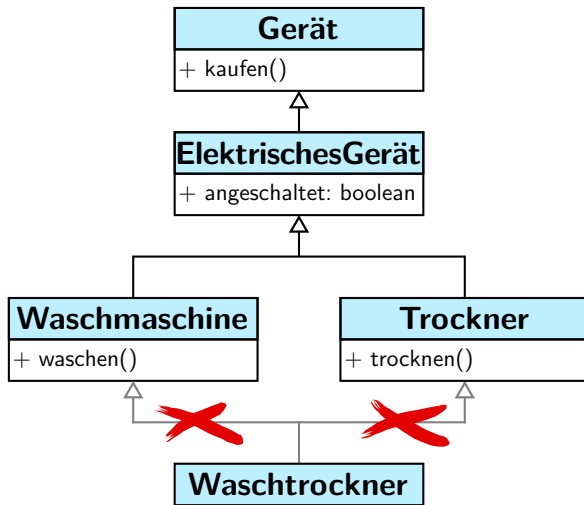 Gerät
+ kaufen()
ElektrischesGerät
+ angeschaltet: boolean
Waschmaschine
+ waschen()
Trockner
+ trocknen()
Waschtrockner